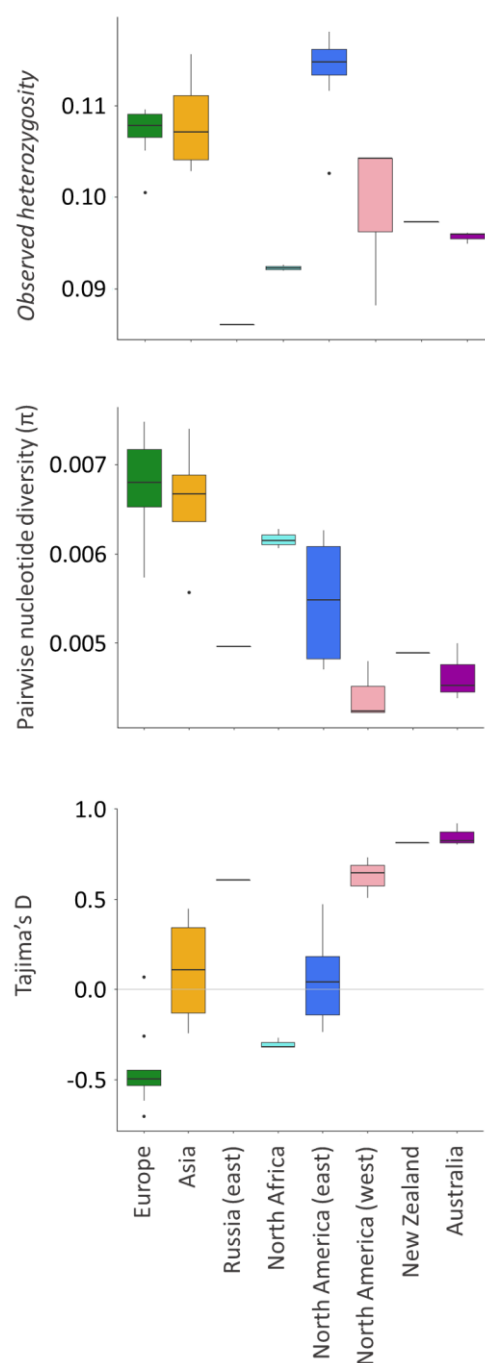 Observed heterozygosity
0.11
0.10
0.09
Pairwise nucleotide diversity (π)
0.007
0.006
0.005
Tajima's D
1.0
0.5
0.0
-0.5
Europe
Asia
Russia (east)
North Africa
North America (east)
North America (west)
New Zealand
Australia